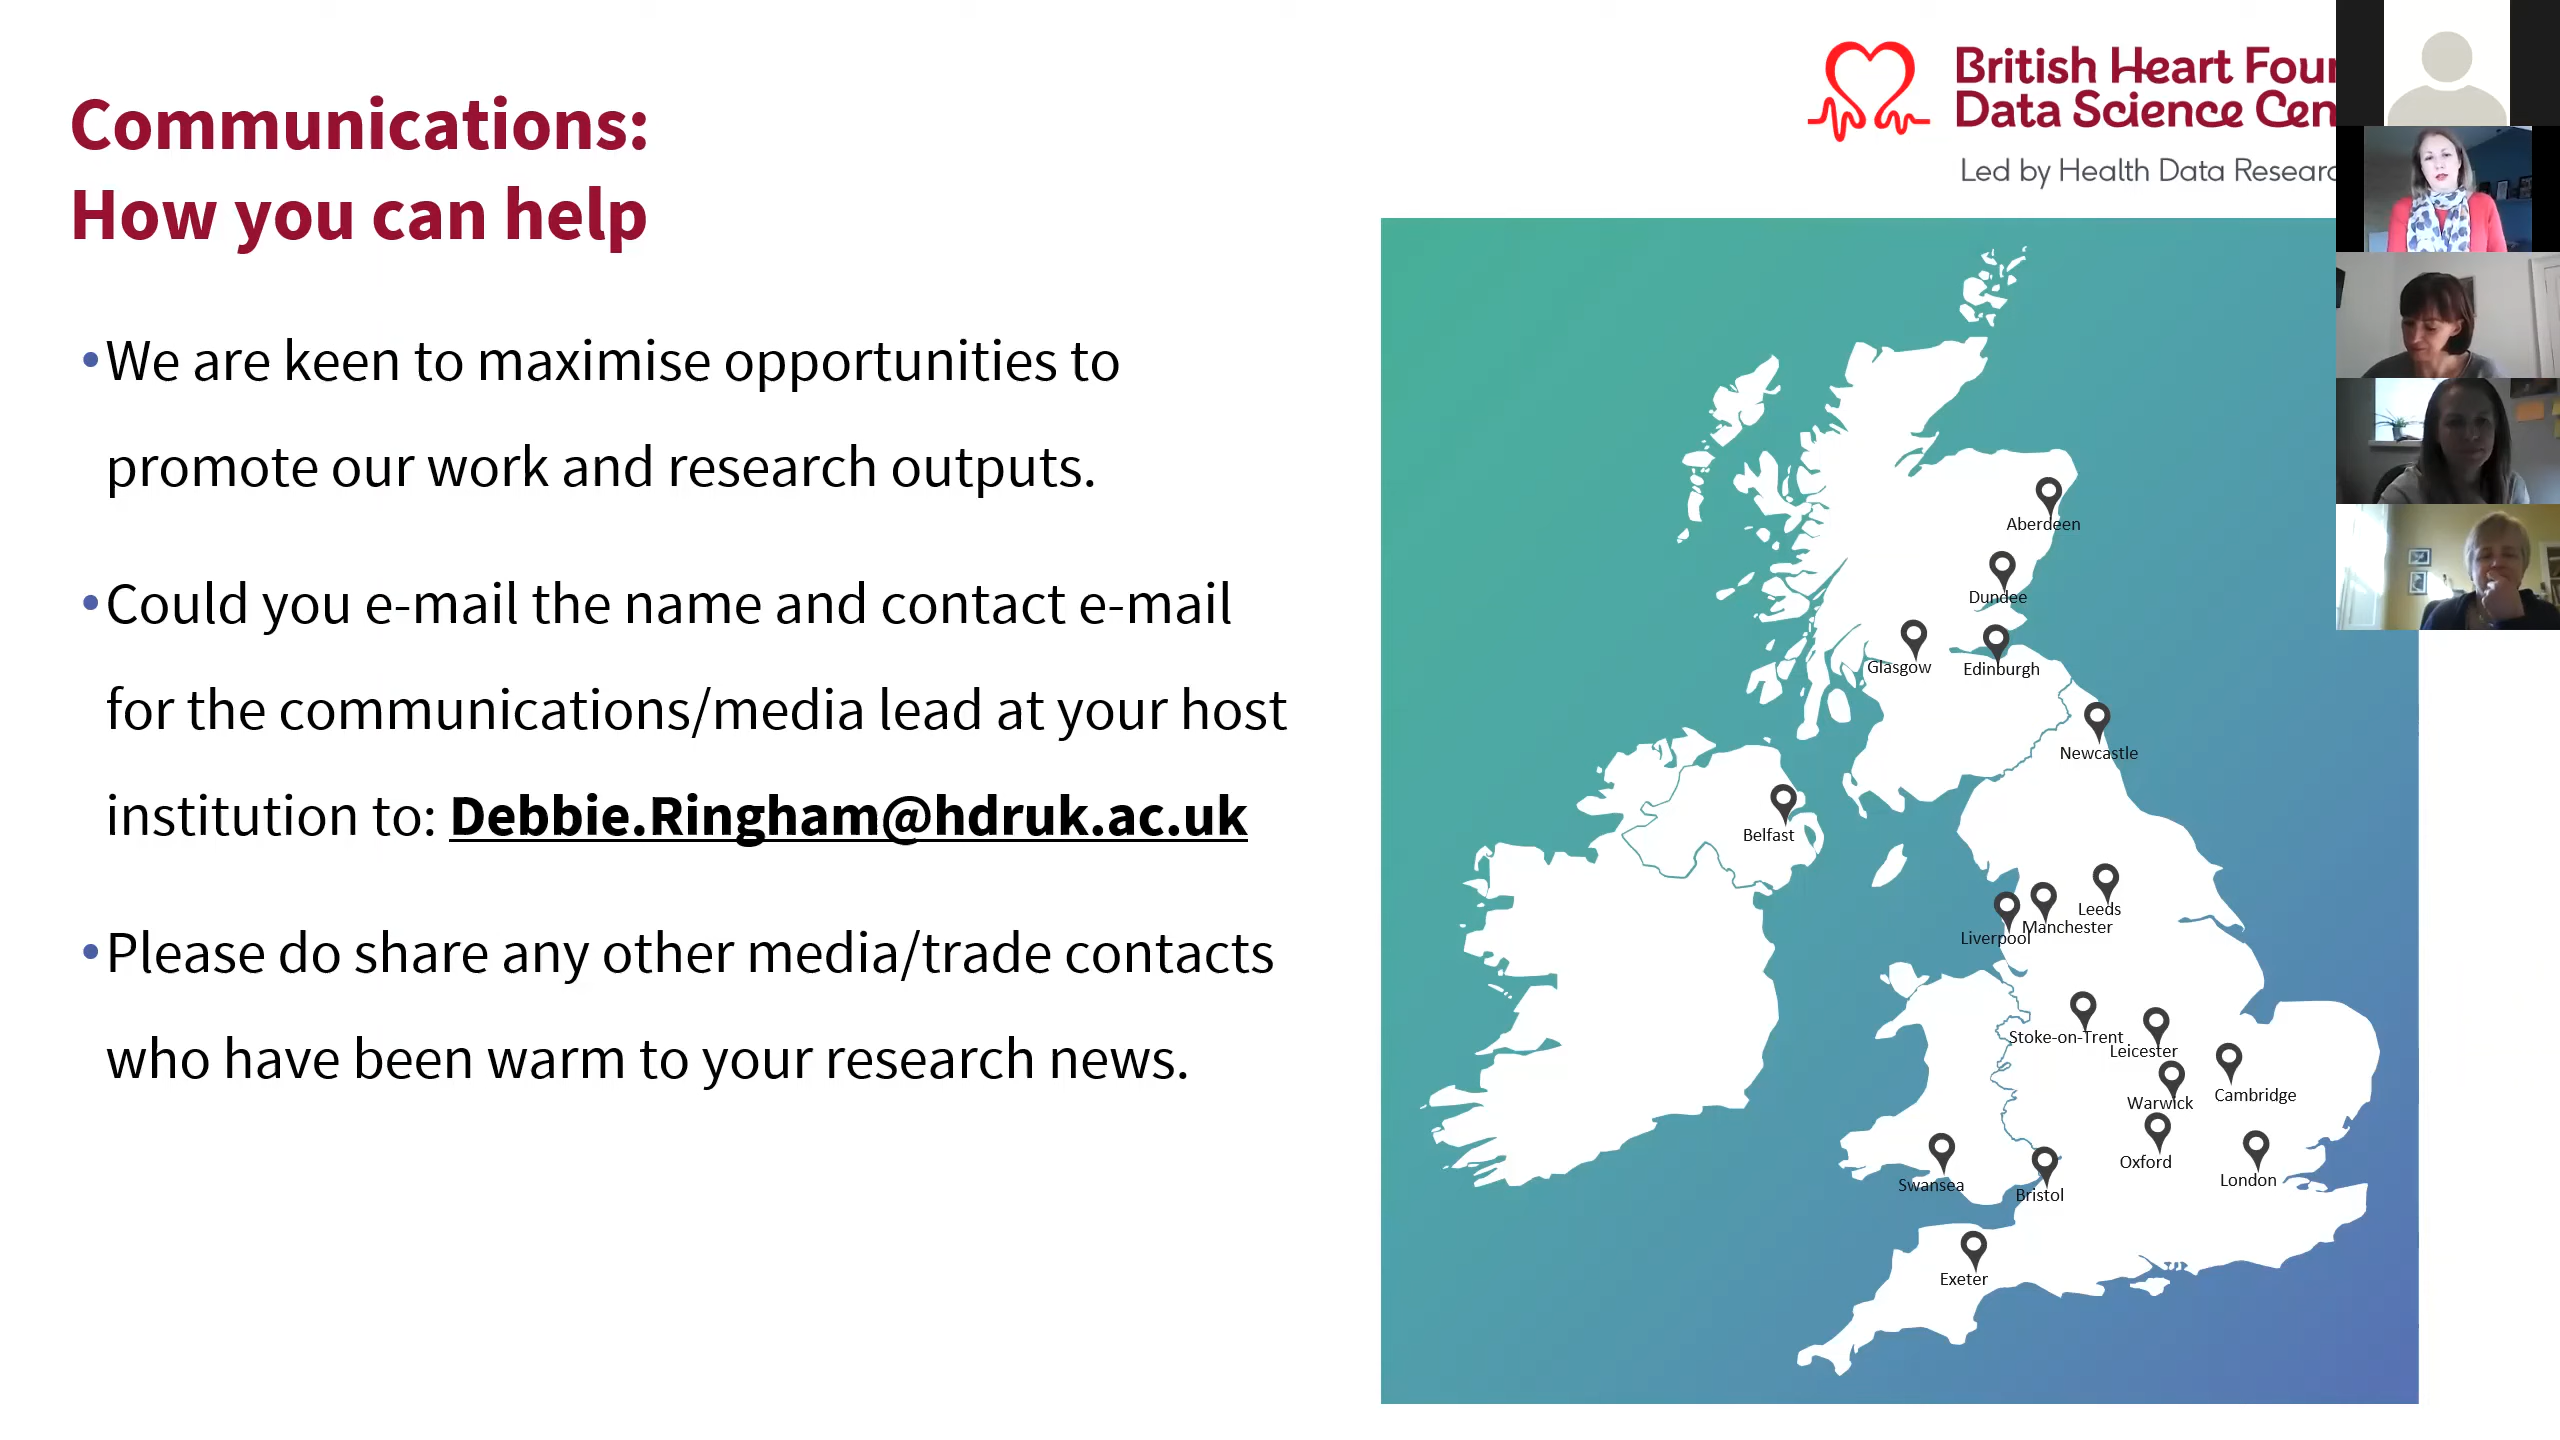 Communications:
How you can help
•We are keen to maximise opportunities to
promote our work and research outputs.
•Could you e-mail the name and contact e-mail
for the communications/media lead at your host
institution to: Debbie.Ringham@hdruk.ac.uk
•Please do share any other media/trade contacts
who have been warm to your research news.
British Heart Four
Data Science Cen
Led by Health Data Researc
Aberdeen
Dundee
Glasgow
Edinburgh
Newcastle
Belfast
Leeds
Manchester
Liverpool
Stoke-on-Trent
Leicester
Warwick
Cambridge
Oxford
London
Swansea
Bristol
Exeter